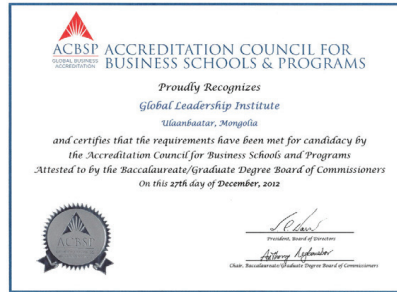 ACBSP
GLOBAL BUSINESS
ACCREDITATION
ACCREDITATION COUNCIL FOR
BUSINESS SCHOOLS & PROGRAMS
Proudly Recognizes
Global Leadership Institute
Ulaanbaatar, Mongolia
and certifies that the requirements have been met for candidacy by
the Accreditation Council for Business Schools and Programs
Attested to by the Baccalaureate/Graduate Degree Board of Commissioners
On this 27th day of December, 2012
ACBSP
President, Board of Directors
Anthony
Chair, Baccalaureate/Graduate Degree Board of Commissioners